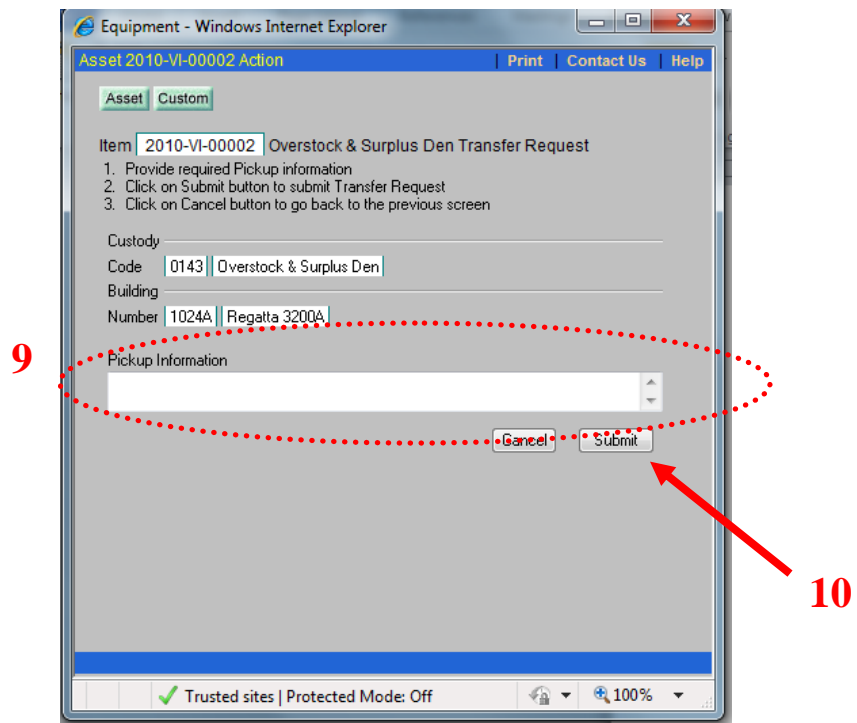 Equipment - Windows Internet Explorer
Asset 2010-VI-00002 Action | Print | Contact Us | Help
Asset Custom
Item 2010-VI-00002 Overstock & Surplus Den Transfer Request
1. Provide required Pickup information
2. Click on Submit button to submit Transfer Request
3. Click on Cancel button to go back to the previous screen
Custody
Code 0143 Overstock & Surplus Den
Building
Number 1024A Regatta 3200A
9
Pickup Information
Cancel Submit
10
Trusted sites | Protected Mode: Off 100%